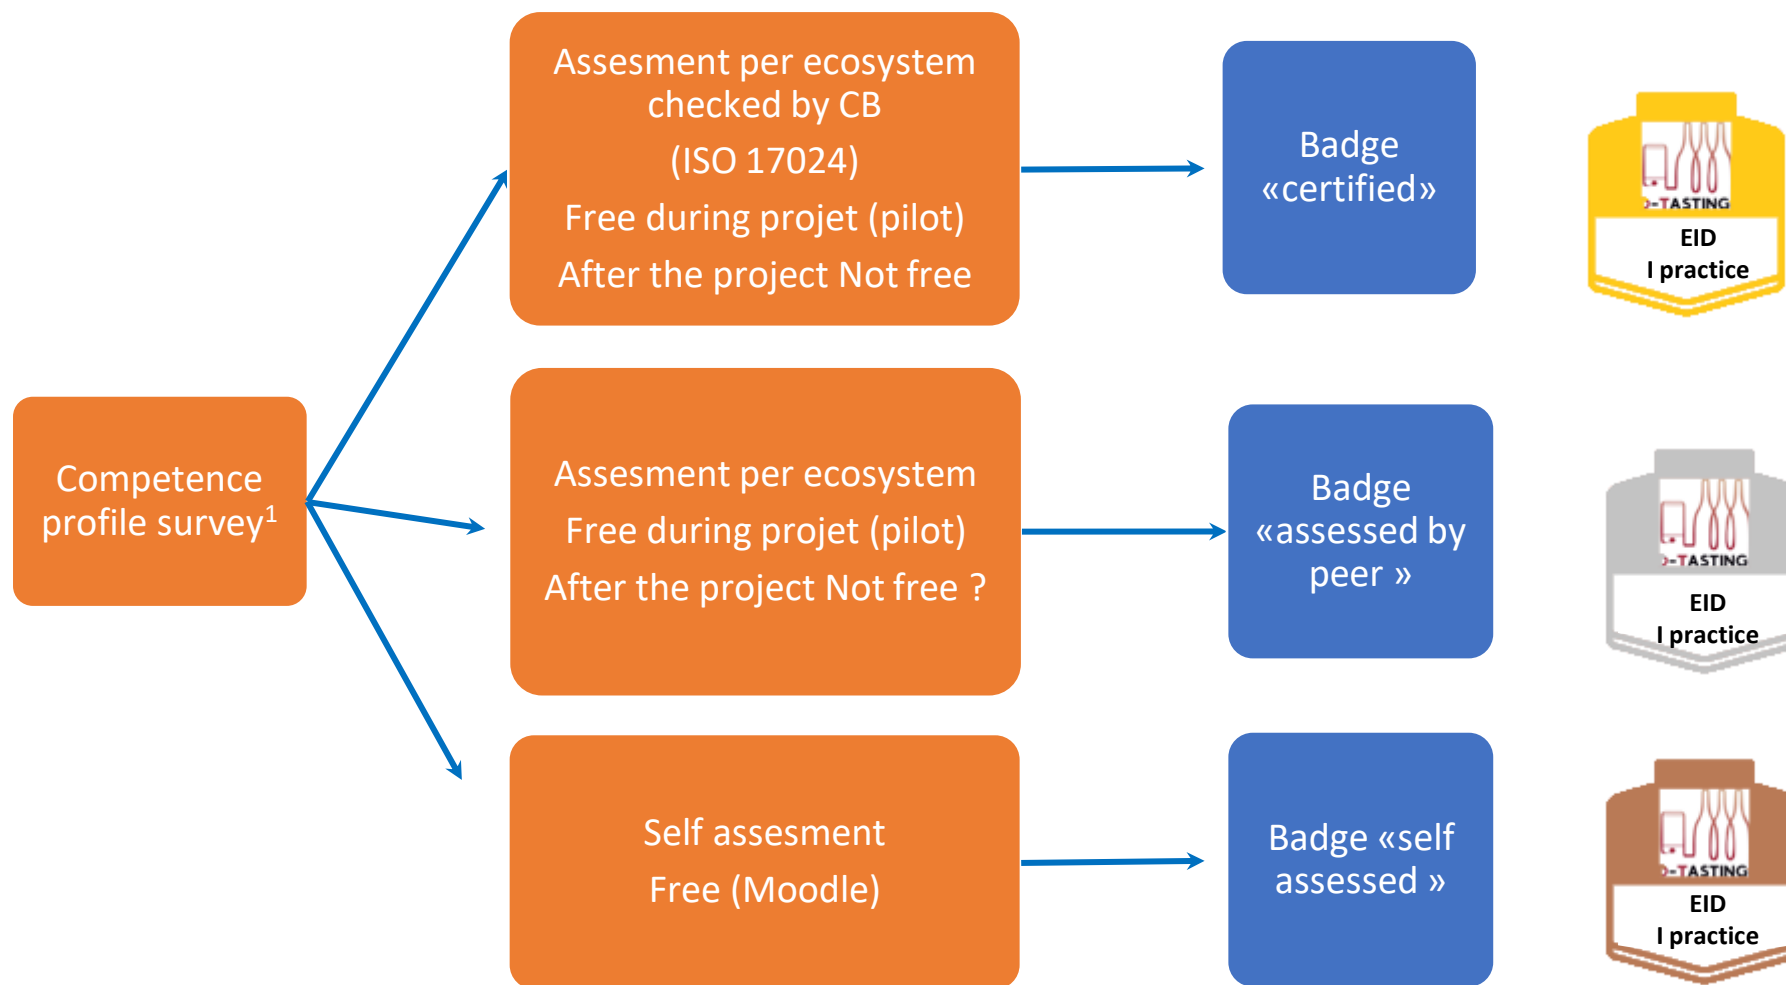 Assesment per ecosystem
checked by CB
(ISO 17024)
Free during projet (pilot)
After the project Not free
Badge
«certified»
-TASTING
EID
I practice
Competence
profile survey1
Assesment per ecosystem
Free during projet (pilot)
After the project Not free ?
Badge
«assessed by
peer »
-TASTING
EID
I practice
Self assesment
Free (Moodle)
Badge «self
assessed »
-TASTING
EID
I practice